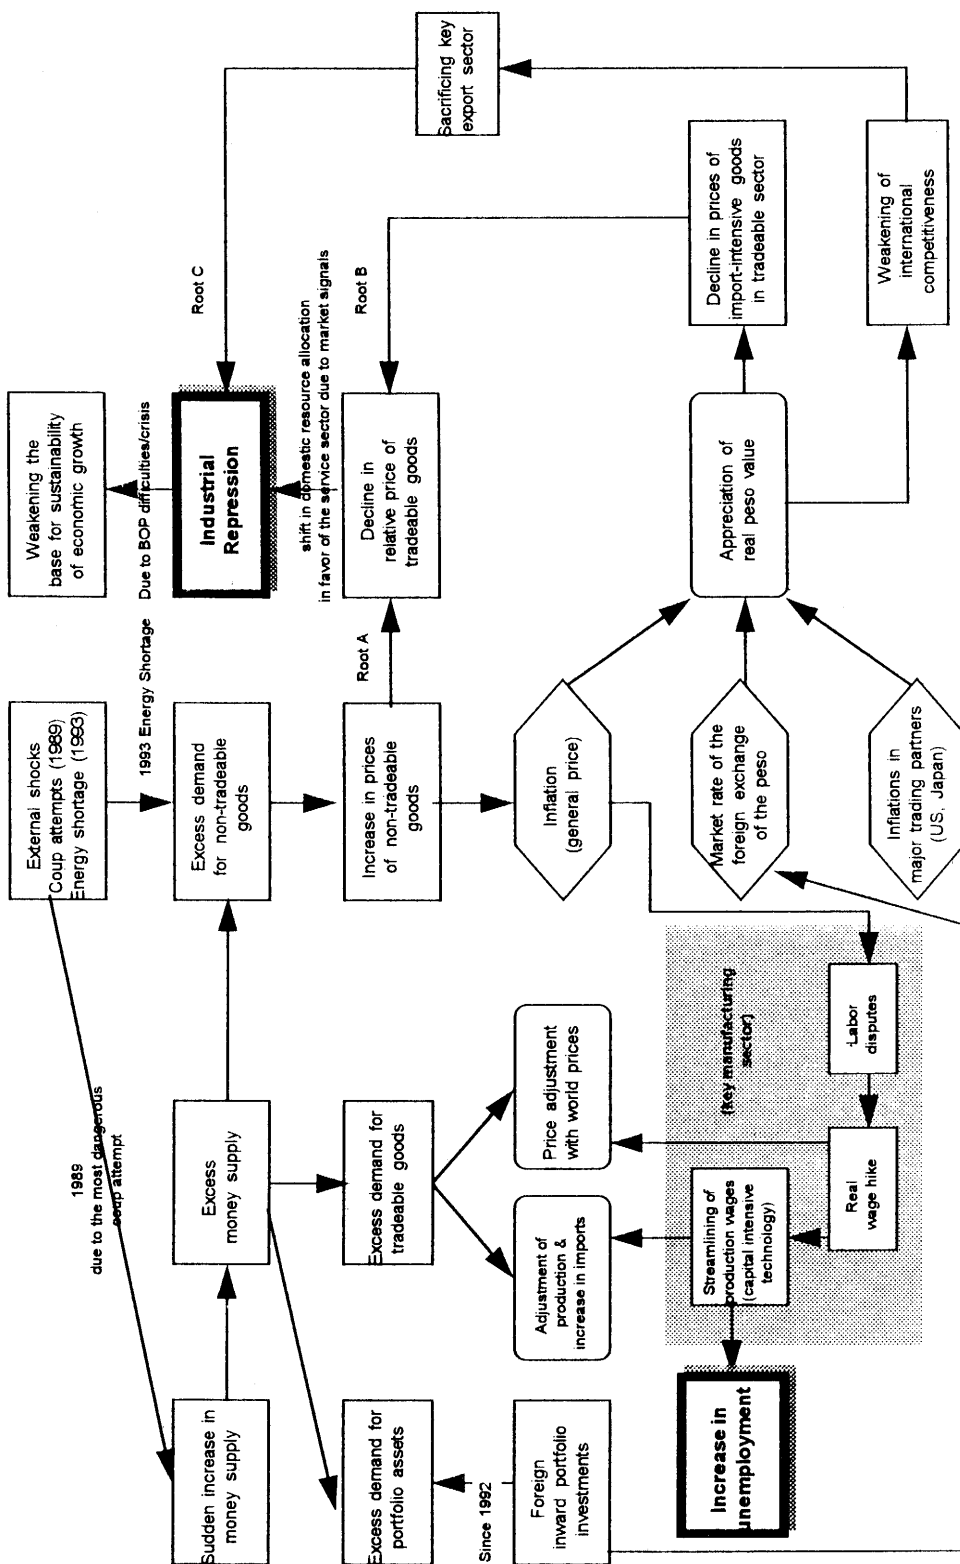 Sudden increase in
money supply
1989
due to the most dangerous
coup attempt
Excess
money supply
External shocks
Coup attempts (1989)
Energy shortage (1993)
1993 Energy Shortage
Excess demand
for non-tradeable
goods
Weakening the
base for sustainability
of economic growth
Due to BOP difficulties/crisis
Industrial
Repression
Root C
Sacrificing key
export sector
Excess demand for
portfolio assets
Excess demand for
tradeable goods
Increase in prices
of non-tradeable
goods
Root A
shift in domestic resource allocation
in favor of the service sector due to market signals
Decline in
relative price of
tradeable goods
Root B
Since 1992
Foreign
inward portfolio
investments
Adjustment of
production &
increase in imports
Price adjustment
with world prices
Inflation
(general price)
Increase in
unemployment
Streamlining of
production wages
(capital intensive
technology)
(key manufacturing
sector)
Market rate of the
foreign exchange
of the peso
Appreciation of
real peso value
Decline in prices of
import-intensive goods
in tradeable sector
Real
wage hike
Labor
disputes
Inflations in
major trading partners
(US, Japan)
Weakening of
international
competitiveness